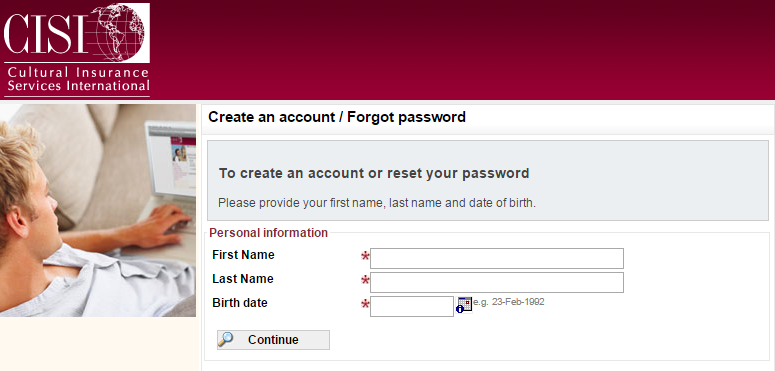 CISI
Cultural Insurance
Services International
Create an account / Forgot password
To create an account or reset your password
Please provide your first name, last name and date of birth.
Personal information
First Name *
Last Name *
Birth date * e.g. 23-Feb-1992
Continue